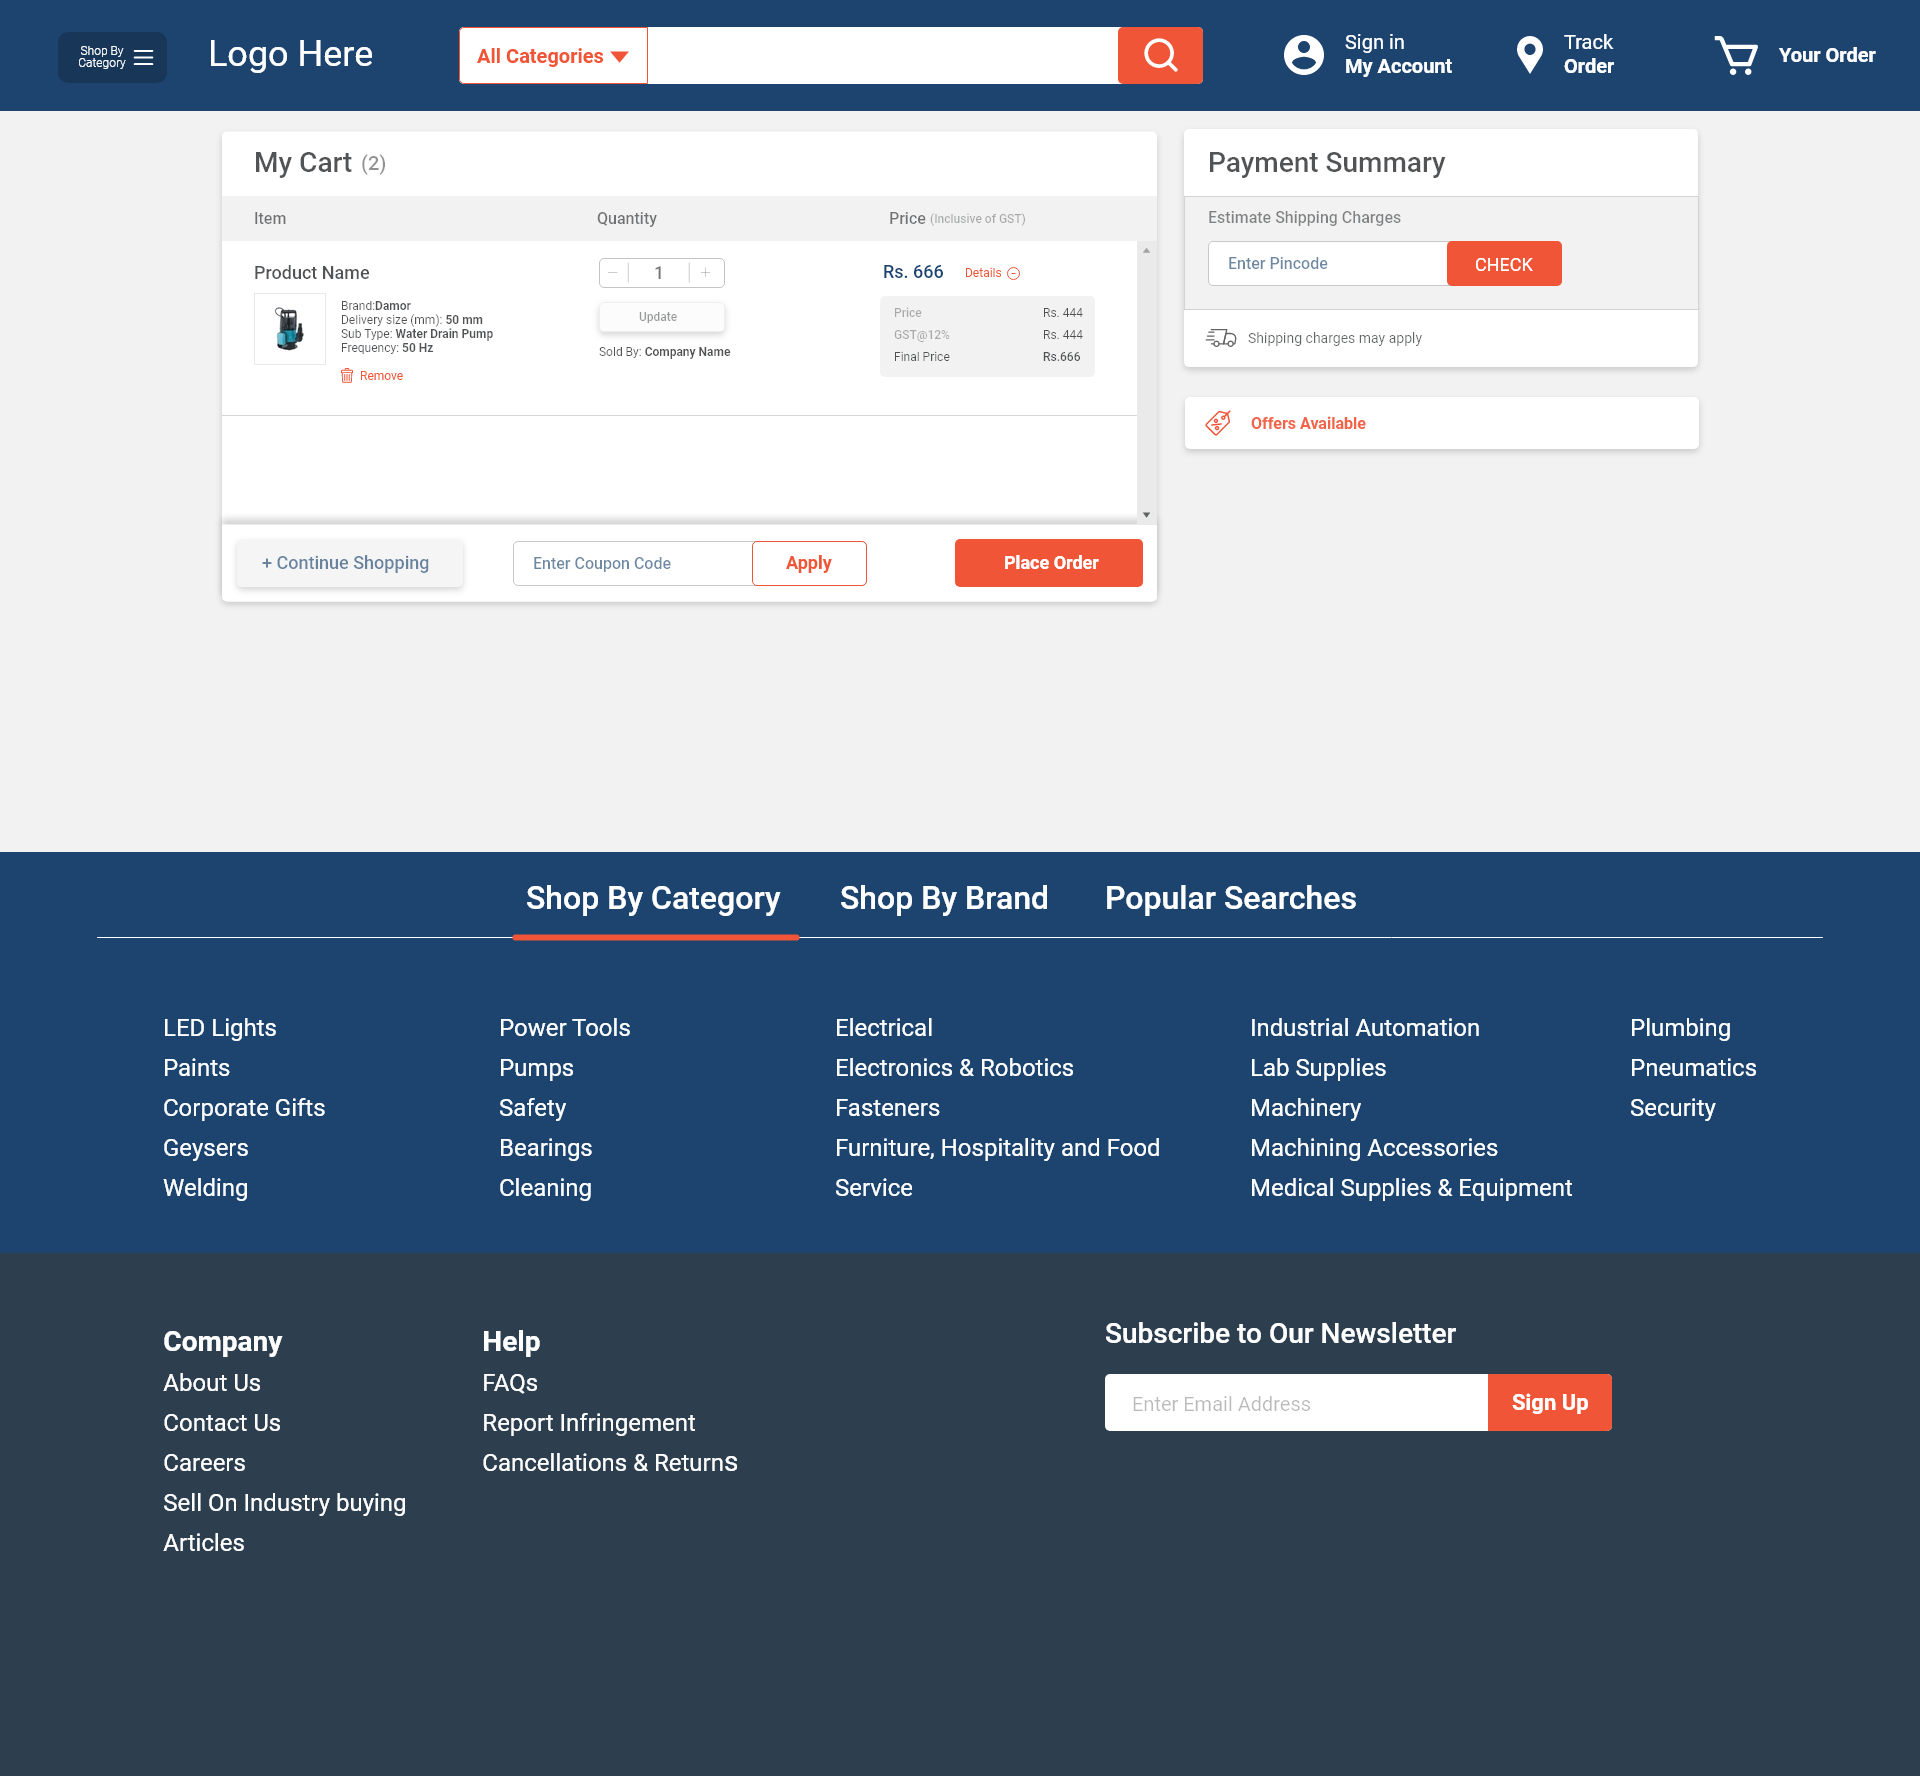 Shop By
Category
Logo Here
All Categories
Sign in
My Account
Track
Order
Your Order
My Cart (2)
Item
Quantity
Price (Inclusive of GST)
Product Name
Brand:Damor
Delivery size (mm): 50 mm
Sub Type: Water Drain Pump
Frequency: 50 Hz
Remove
1
Update
Sold By: Company Name
Rs. 666
Details
Price Rs. 444
GST@12% Rs. 444
Final Price Rs.666
+ Continue Shopping
Enter Coupon Code
Apply
Place Order
Payment Summary
Estimate Shipping Charges
Enter Pincode
CHECK
Shipping charges may apply
Offers Available
Shop By Category
Shop By Brand
Popular Searches
LED Lights
Paints
Corporate Gifts
Geysers
Welding
Power Tools
Pumps
Safety
Bearings
Cleaning
Electrical
Electronics & Robotics
Fasteners
Furniture, Hospitality and Food
Service
Industrial Automation
Lab Supplies
Machinery
Machining Accessories
Medical Supplies & Equipment
Plumbing
Pneumatics
Security
Company
About Us
Contact Us
Careers
Sell On Industry buying
Articles
Help
FAQs
Report Infringement
Cancellations & Returns
Subscribe to Our Newsletter
Enter Email Address
Sign Up